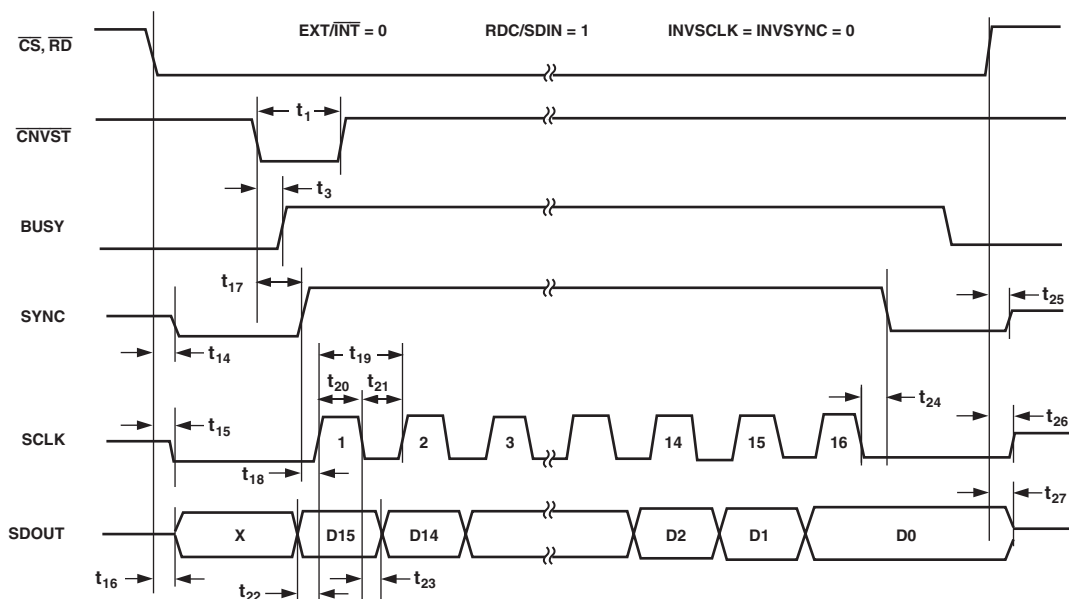 EXT/INT = 0 RDC/SDIN = 1 INVSCLK = INVSYNC = 0
CS, RD
t1
CNVST
t3
BUSY
t17
SYNC
t25
t14
t19
t20 t21
t24
SCLK
t15
1 2 3 14 15 16
t26
t18
t27
SDOUT
X D15 D14 D2 D1 D0
t16
t22
t23